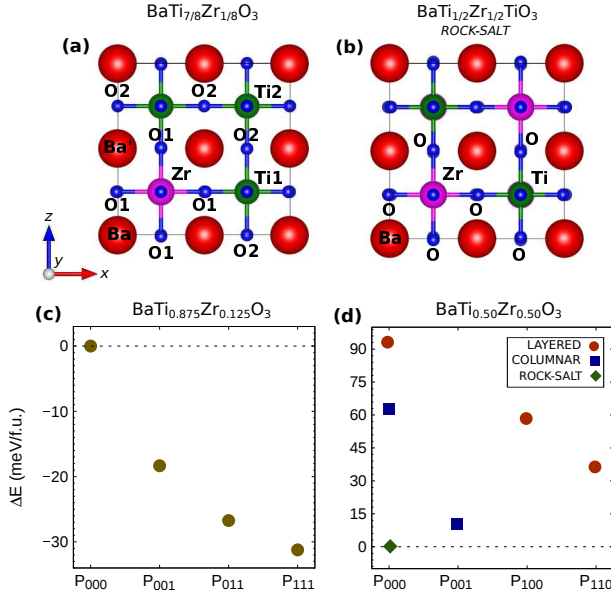 BaTi₇/₈Zr₁/₈O₃
BaTi₁/₂Zr₁/₂TiO₃
ROCK-SALT
(a)
(b)
O2 O2 Ti2
O1 O2
Ba'
Zr Ti1
O1 O1
Ba O1 O2
z
y
x
O O
Zr Ti
O O
Ba O O
(c) BaTi₀.₈₇₅Zr₀.₁₂₅O₃
(d) BaTi₀.₅₀Zr₀.₅₀O₃
ΔE (meV/f.u.)
0
−10
−20
−30
P₀₀₀ P₀₀₁ P₀₁₁ P₁₁₁
90
75
60
45
30
15
0
LAYERED
COLUMNAR
ROCK-SALT
P₀₀₀ P₀₀₁ P₁₀₀ P₁₁₀